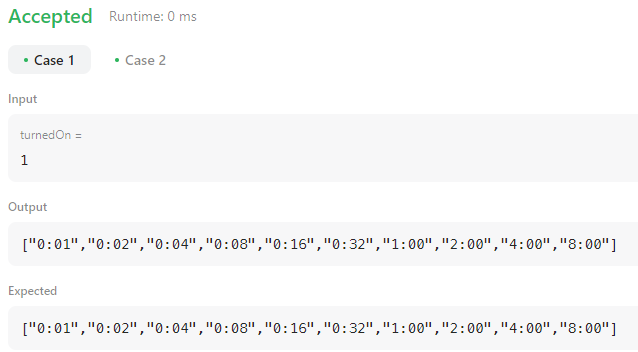 Accepted Runtime: 0 ms
• Case 1 • Case 2
Input
turnedOn =
1
Output
["0:01","0:02","0:04","0:08","0:16","0:32","1:00","2:00","4:00","8:00"]
Expected
["0:01","0:02","0:04","0:08","0:16","0:32","1:00","2:00","4:00","8:00"]